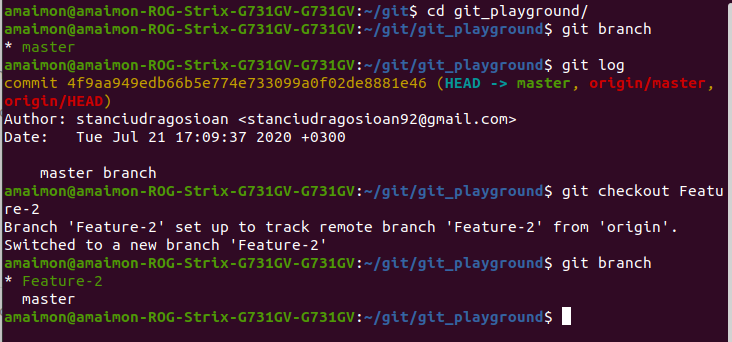 amaimon@amaimon-ROG-Strix-G731GV-G731GV:~/git$ cd git_playground/
amaimon@amaimon-ROG-Strix-G731GV-G731GV:~/git/git_playground$ git branch
* master
amaimon@amaimon-ROG-Strix-G731GV-G731GV:~/git/git_playground$ git log
commit 4f9aa949edb66b5e774e733099a0f02de8881e46 (HEAD -> master, origin/master,
origin/HEAD)
Author: stanciudragosioan <stanciudragosioan92@gmail.com>
Date:   Tue Jul 21 17:09:37 2020 +0300

    master branch
amaimon@amaimon-ROG-Strix-G731GV-G731GV:~/git/git_playground$ git checkout Featu
re-2
Branch 'Feature-2' set up to track remote branch 'Feature-2' from 'origin'.
Switched to a new branch 'Feature-2'
amaimon@amaimon-ROG-Strix-G731GV-G731GV:~/git/git_playground$ git branch
* Feature-2
  master
amaimon@amaimon-ROG-Strix-G731GV-G731GV:~/git/git_playground$